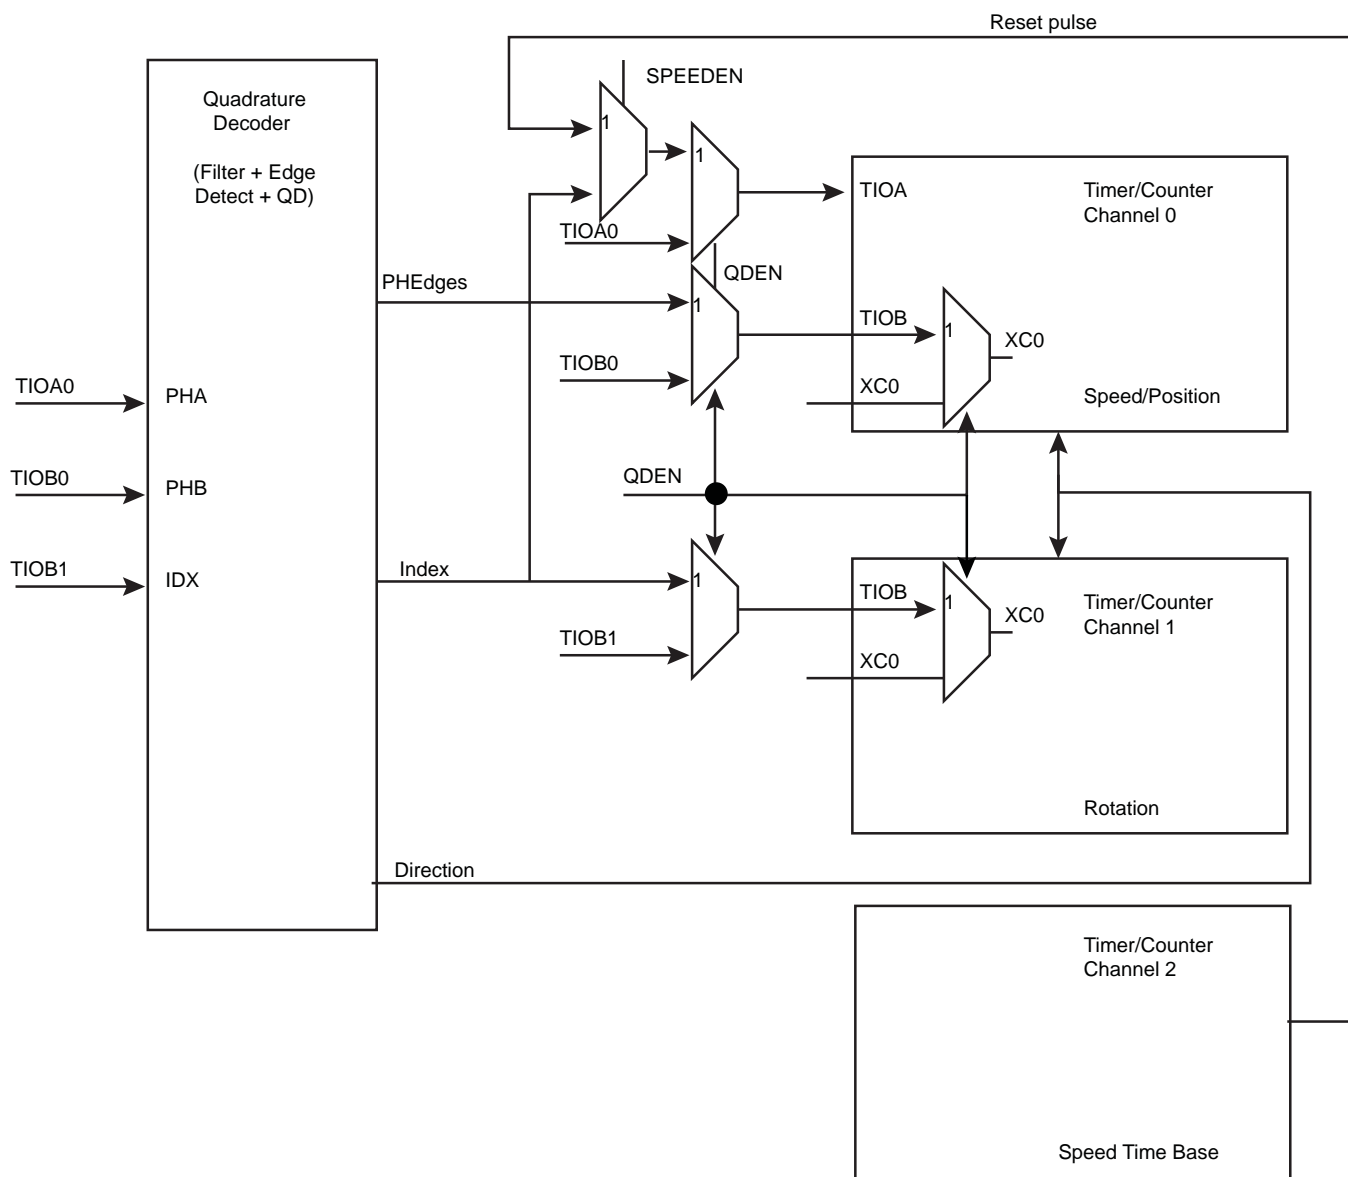 Reset pulse
SPEEDEN
Quadrature
Decoder
(Filter + Edge
Detect + QD)
1
1
TIOA
Timer/Counter
Channel 0
TIOA0
QDEN
PHEdges
1
TIOB
1
XC0
TIOB0
XC0
Speed/Position
TIOA0
PHA
TIOB0
PHB
QDEN
TIOB1
IDX
Index
1
TIOB
1
XC0
Timer/Counter
Channel 1
TIOB1
XC0
Rotation
Direction
Timer/Counter
Channel 2
Speed Time Base